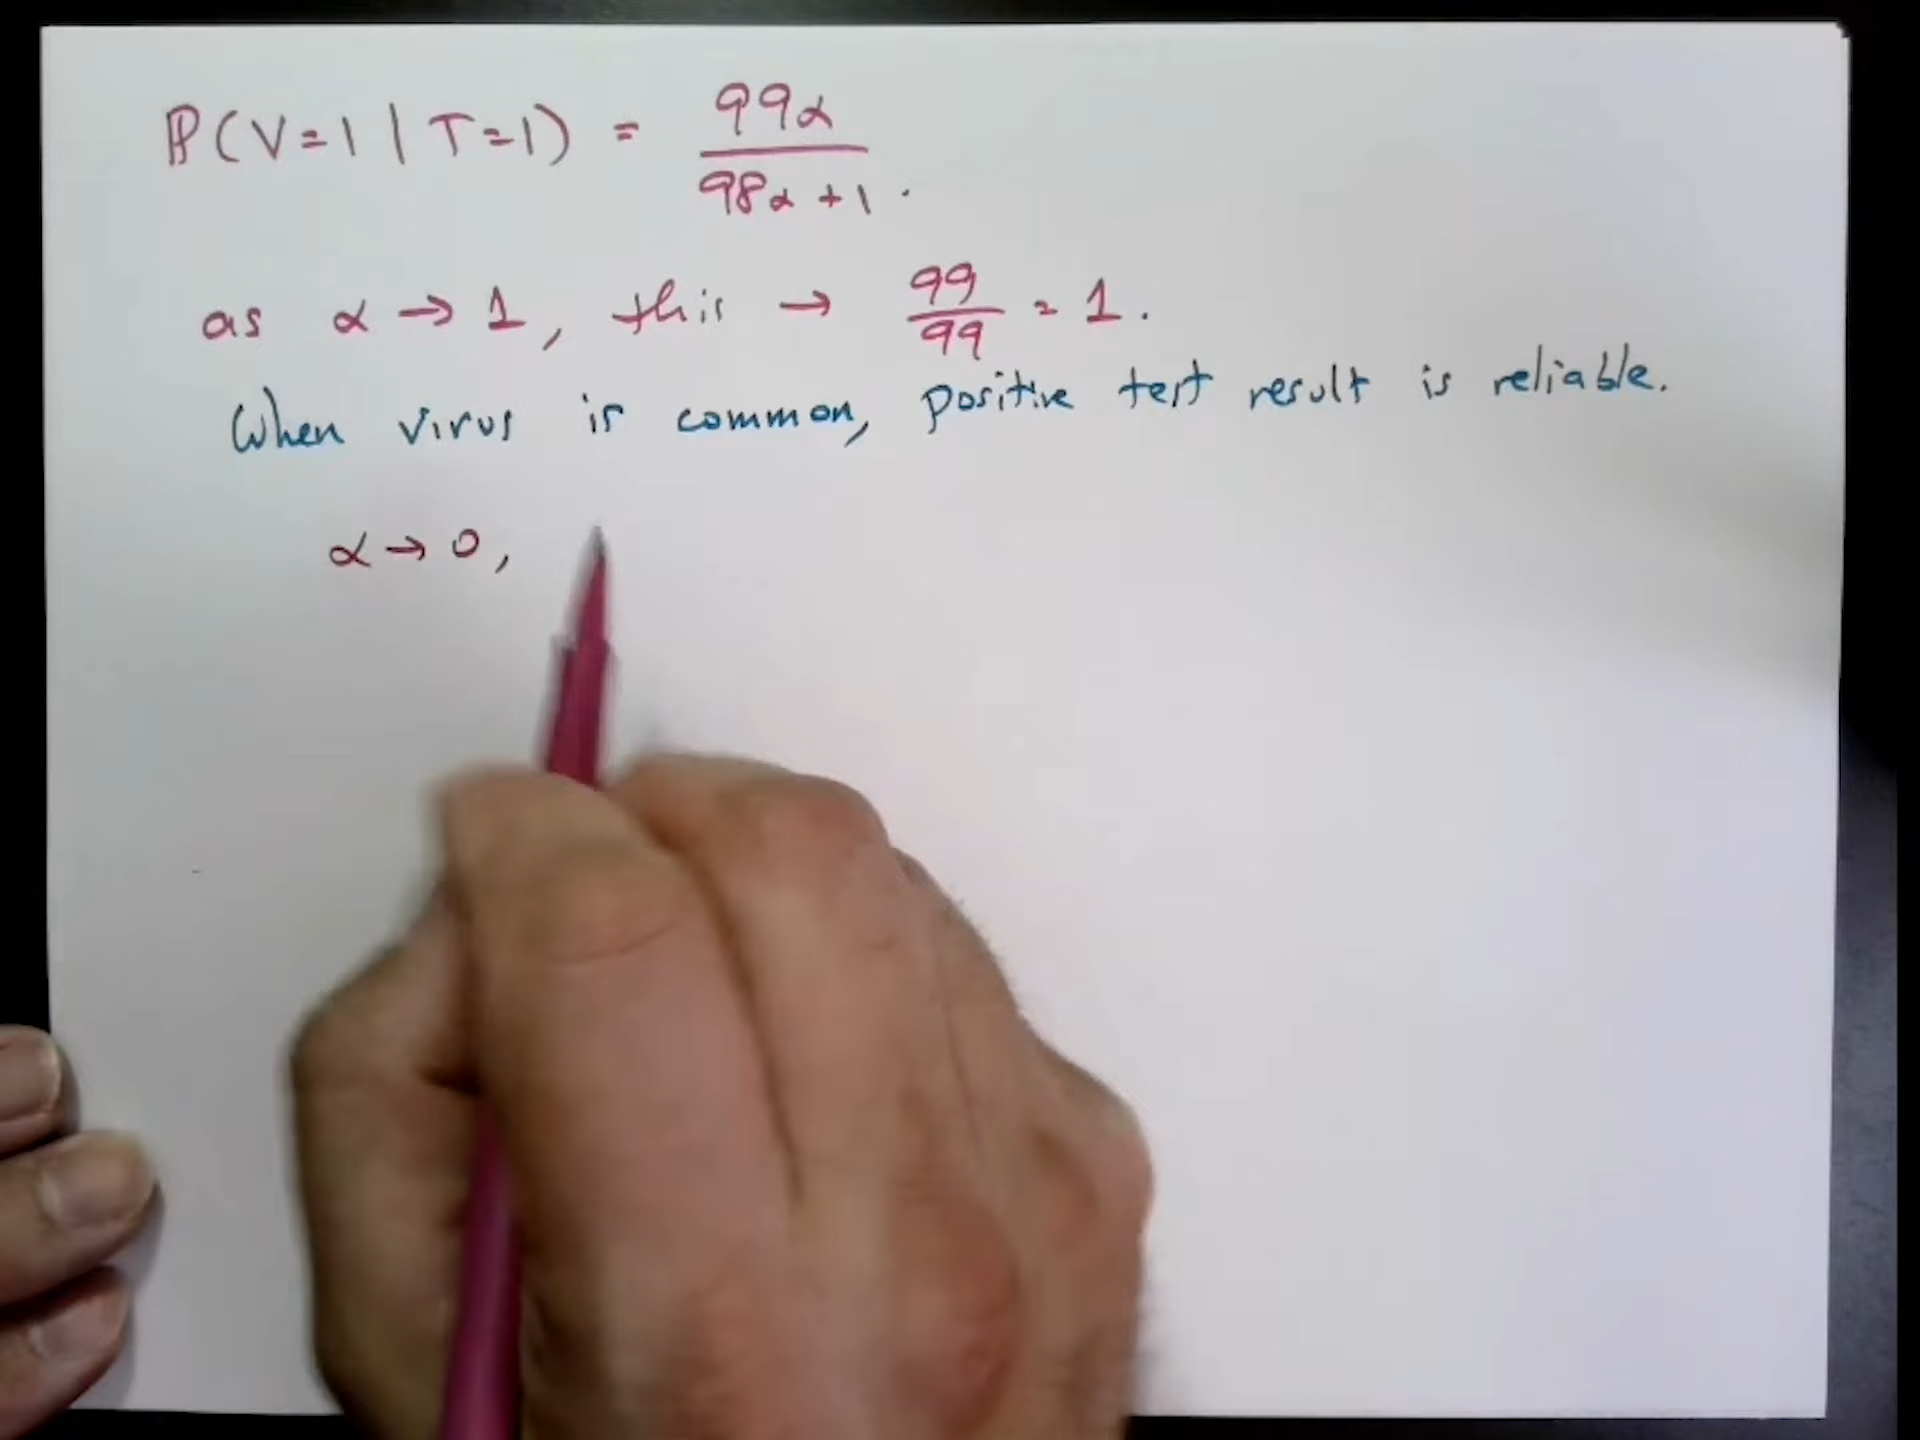 ℙ(V=1 | T=1) = 99α / 98α + 1 .
as α → 1, this → 99/99 = 1.
When virus is common, positive test result is reliable.
α → 0,